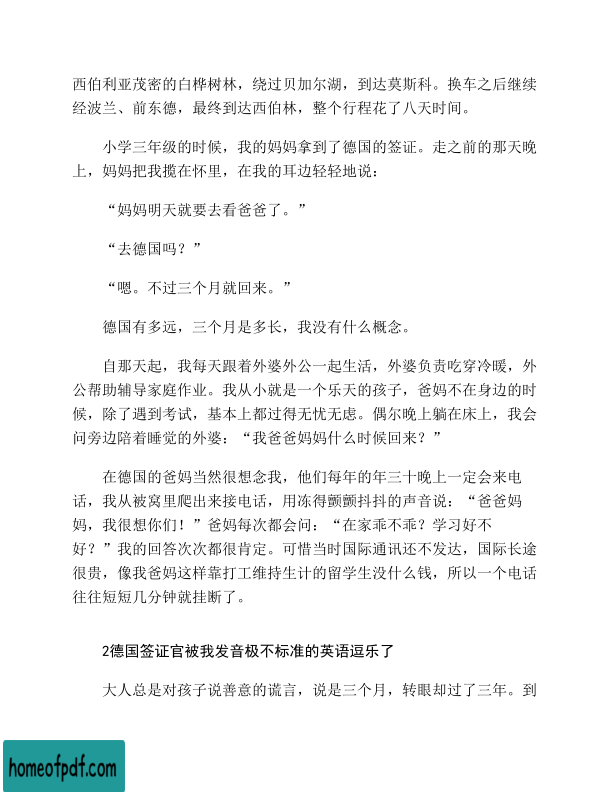 西伯利亚茂密的白桦树林，绕过贝加尔湖，到达莫斯科。换车之后继续
经波兰、前东德，最终到达西伯林，整个行程花了八天时间。
小学三年级的时候，我的妈妈拿到了德国的签证。走之前的那天晚
上，妈妈把我揽在怀里，在我的耳边轻轻地说：
“妈妈明天就要去看爸爸了。”
“去德国吗？”
“嗯。不过三个月就回来。”
德国有多远，三个月是多长，我没有什么概念。
自那天起，我每天跟着外婆外公一起生活，外婆负责吃穿冷暖，外
公帮助辅导家庭作业。我从小就是一个乐天的孩子，爸妈不在身边的时
候，除了遇到考试，基本上都过得无忧无虑。偶尔晚上躺在床上，我会
问旁边陪着睡觉的外婆：“我爸爸妈妈什么时候回来？”
在德国的爸妈当然很想念我，他们每年的年三十晚上一定会来电
话，我从被窝里爬出来接电话，用冻得颤颤抖抖的声音说：“爸爸妈
妈，我很想你们！”爸妈每次都会问：“在家乖不乖？学习好不
好？”我的回答次次都很肯定。可惜当时国际通讯还不发达，国际长途
很贵，像我爸妈这样靠打工维持生计的留学生没什么钱，所以一个电话
往往短短几分钟就挂断了。
2德国签证官被我发音极不标准的英语逗乐了
大人总是对孩子说善意的谎言，说是三个月，转眼却过了三年。到
homeofpdf.com